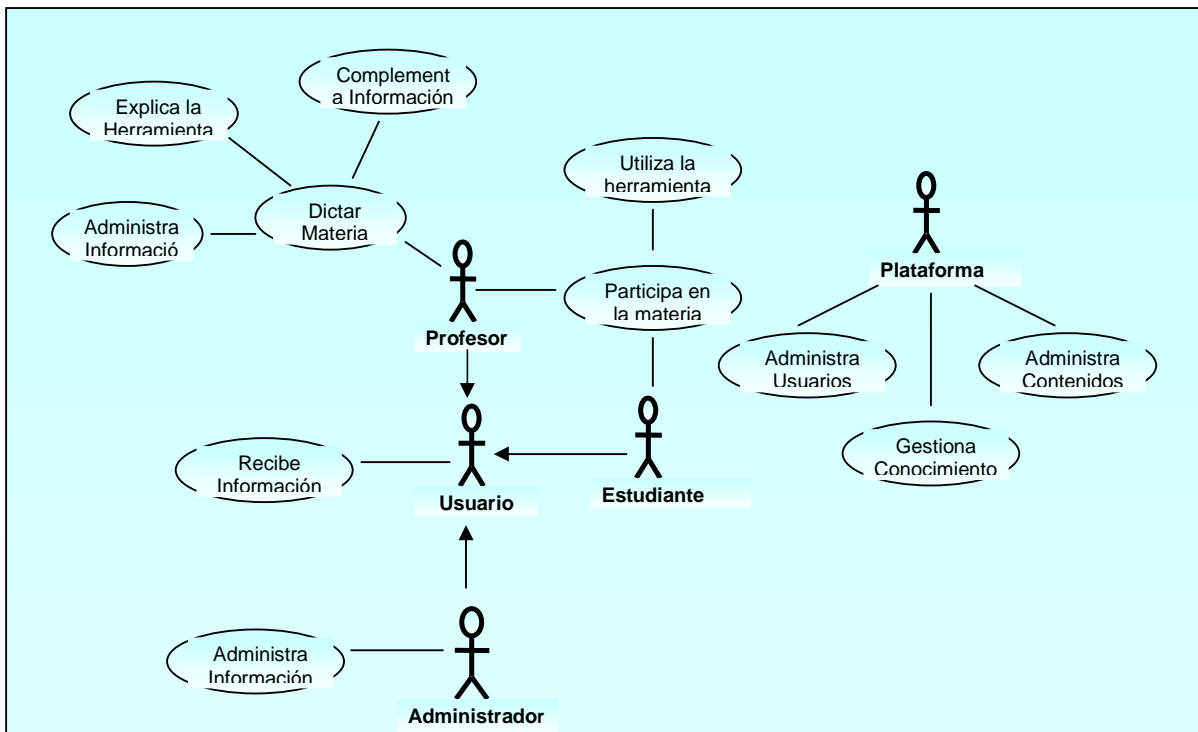 Complement
a Información
Explica la
Herramienta
Utiliza la
herramienta
Dictar
Materia
Administra
Informació
Plataforma
Participa en
la materia
Profesor
Administra
Usuarios
Administra
Contenidos
Gestiona
Conocimiento
Recibe
Información
Usuario
Estudiante
Administra
Información
Administrador